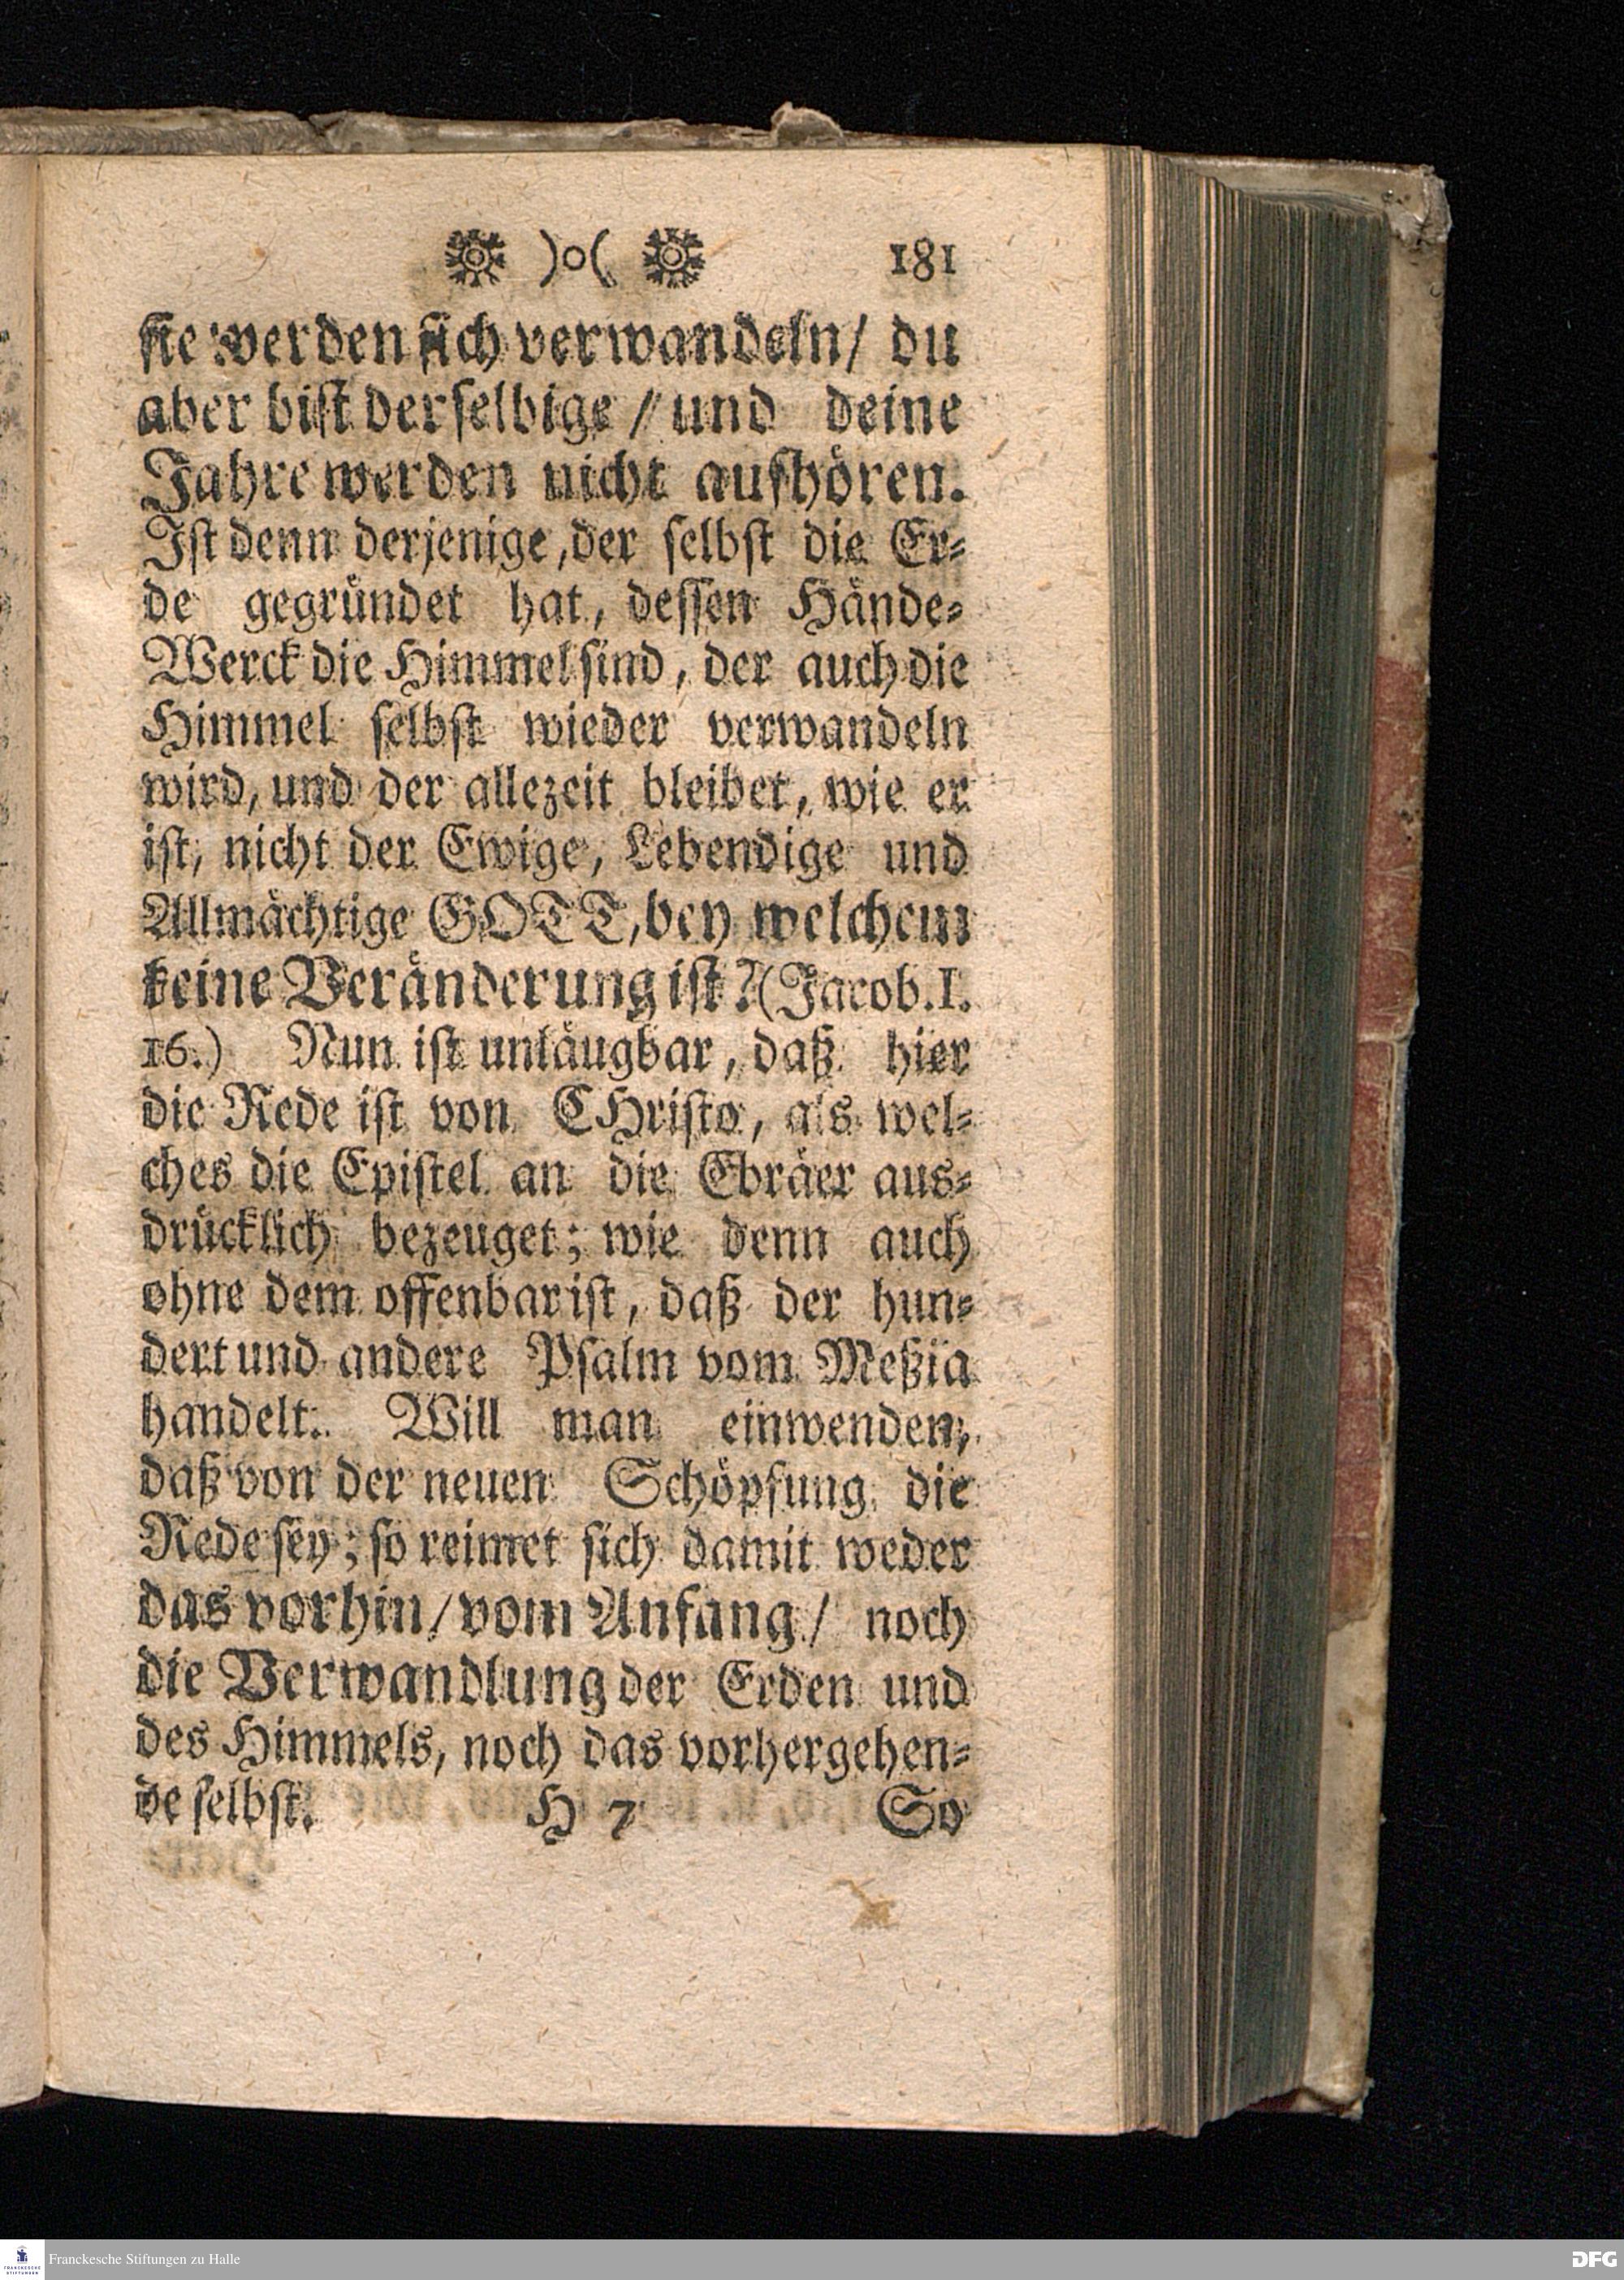 )o( 181
sie werden sich verwandeln/ du
aber bist derselbige / und deine
Jahre werden nicht aufhören.
Ist denn derjenige, der selbst die Er-
de gegründet hat, dessen Hände-
Werck die Himmel sind, der auch die
Himmel selbst wieder verwandeln
wird, und der allezeit bleibet, wie er
ist, nicht der Ewige, Lebendige und
Allmächtige GOTT, bey welchem
keine Veränderung ist? (Jacob. I.
16.) Nun ist unläugbar, daß hier
die Rede ist von CHristo, als wel-
ches die Epistel an die Ebräer aus-
drücklich bezeuget; wie denn auch
ohne dem offenbar ist, daß der hun-
dert und andere Psalm vom Meßia
handelt. Will man einwenden,
daß von der neuen Schöpfung die
Rede sey; so reimet sich damit weder
das vorhin/ vom Anfang/ noch
die Verwandlung der Erden und
des Himmels, noch das vorhergehen-
de selbst. H 7 So
FRANCKESCHE STIFTUNGEN
Franckesche Stiftungen zu Halle
DFG